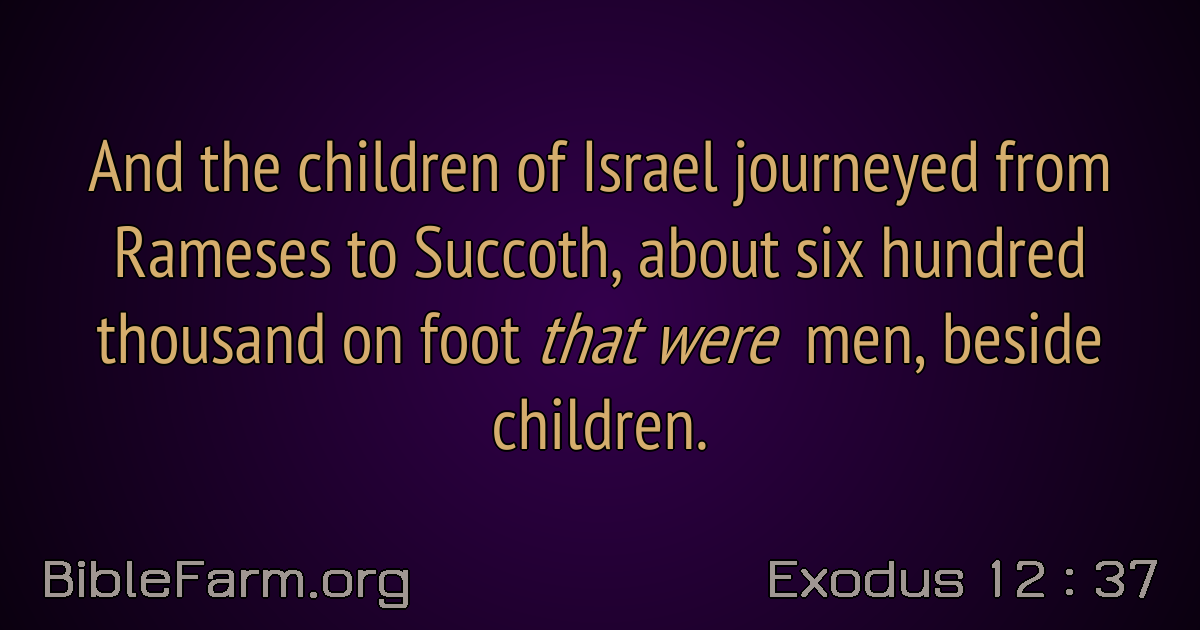 And the children of Israel journeyed from
Rameses to Succoth, about six hundred
thousand on foot that were men, beside
children.
BibleFarm.org
Exodus 12 : 37